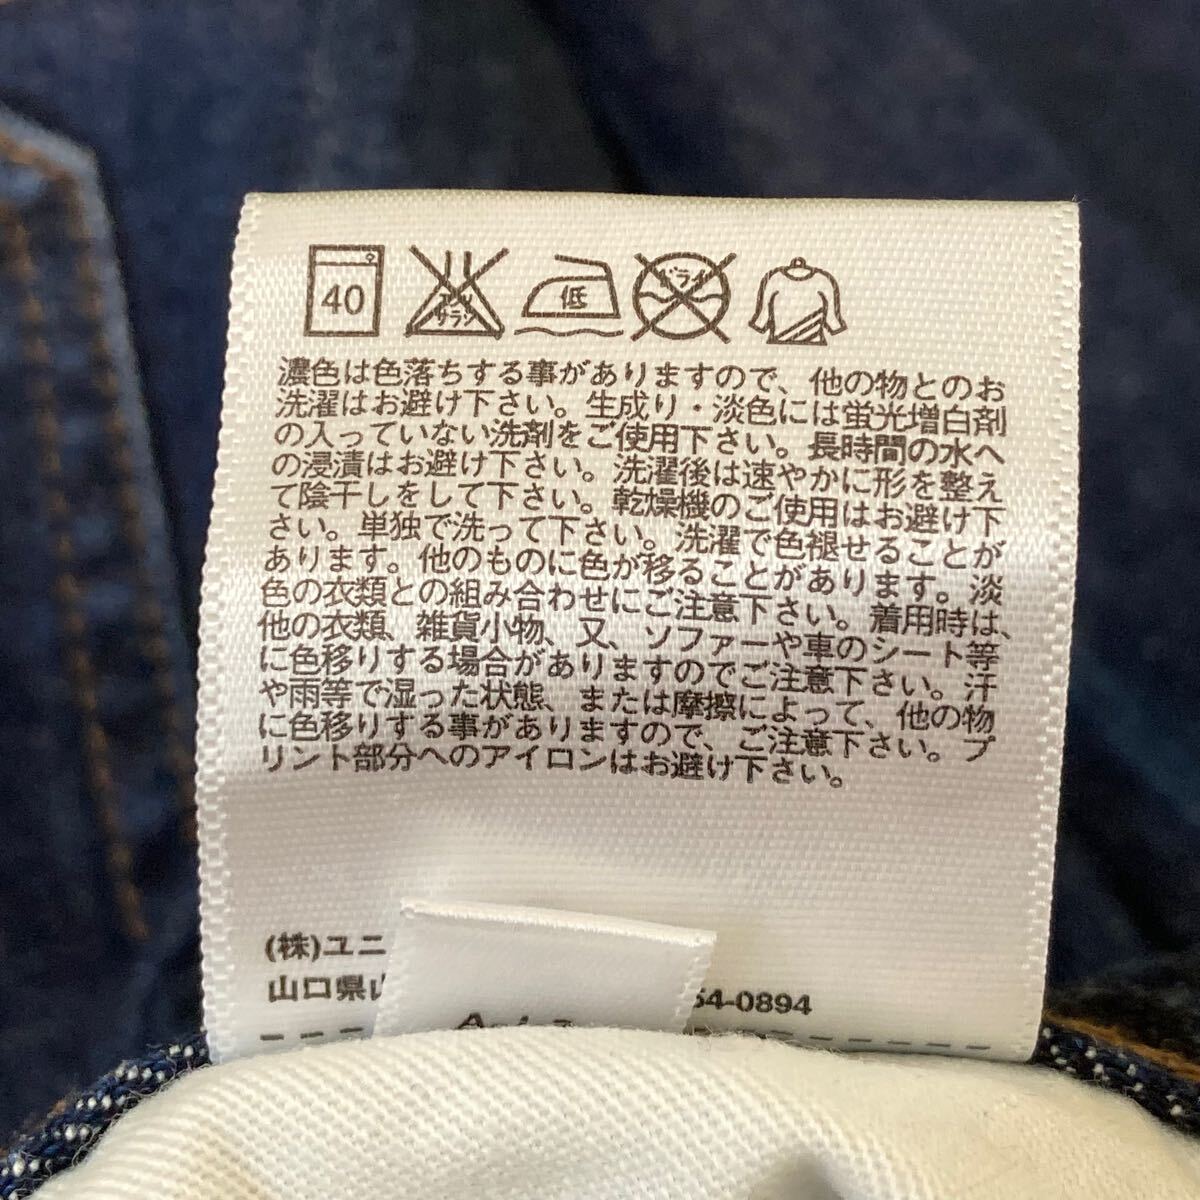 40
エンソ
サラシ
低
ドライ
濃色は色落ちする事がありますので、他の物とのお
洗濯はお避け下さい。生成り・淡色には蛍光増白剤
の入っていない洗剤をご使用下さい。長時間の水へ
の浸漬はお避け下さい。洗濯後は速やかに形を整え
て陰干しをして下さい。乾燥機のご使用はお避け下
さい。単独で洗って下さい。洗濯で色褪せることが
あります。他のものに色が移ることがあります。淡
色の衣類との組み合わせにご注意下さい。着用時は、
他の衣類、雑貨小物、又、ソファーや車のシート等
に色移りする場合がありますのでご注意下さい。汗
や雨等で湿った状態、または摩擦によって、他の物
に色移りする事がありますので、ご注意下さい。プ
リント部分へのアイロンはお避け下さい。
(株)ユニ
山口県山
54-0894